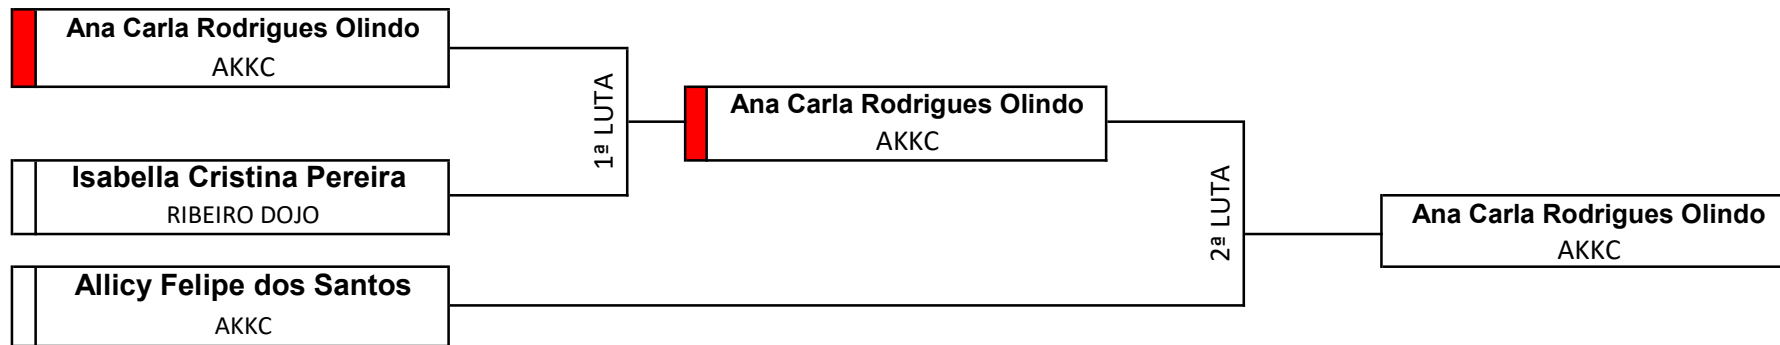 Ana Carla Rodrigues Olindo
AKKC
1ª LUTA
Isabella Cristina Pereira
RIBEIRO DOJO
Ana Carla Rodrigues Olindo
AKKC
Allicy Felipe dos Santos
AKKC
2ª LUTA
Ana Carla Rodrigues Olindo
AKKC